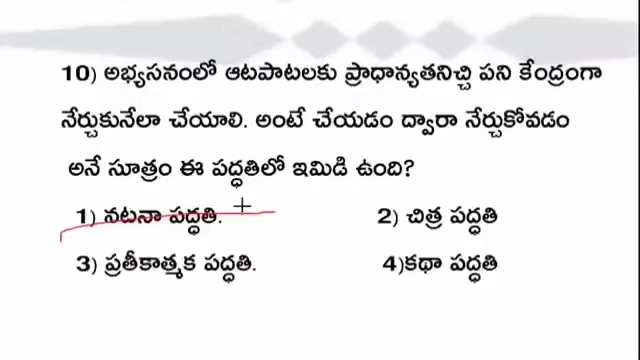 10) అభ్యసనంలో ఆటపాటలకు ప్రాధాన్యతనిచ్చి పని కేంద్రంగా
నేర్చుకునేలా చేయాలి. అంటే చేయడం ద్వారా నేర్చుకోవడం
అనే సూత్రం ఈ పద్ధతిలో ఇమిడి ఉంది?
1) నటనా పద్ధతి. 2) చిత్ర పద్ధతి
3) ప్రతీకాత్మక పద్ధతి. 4)కథా పద్ధతి